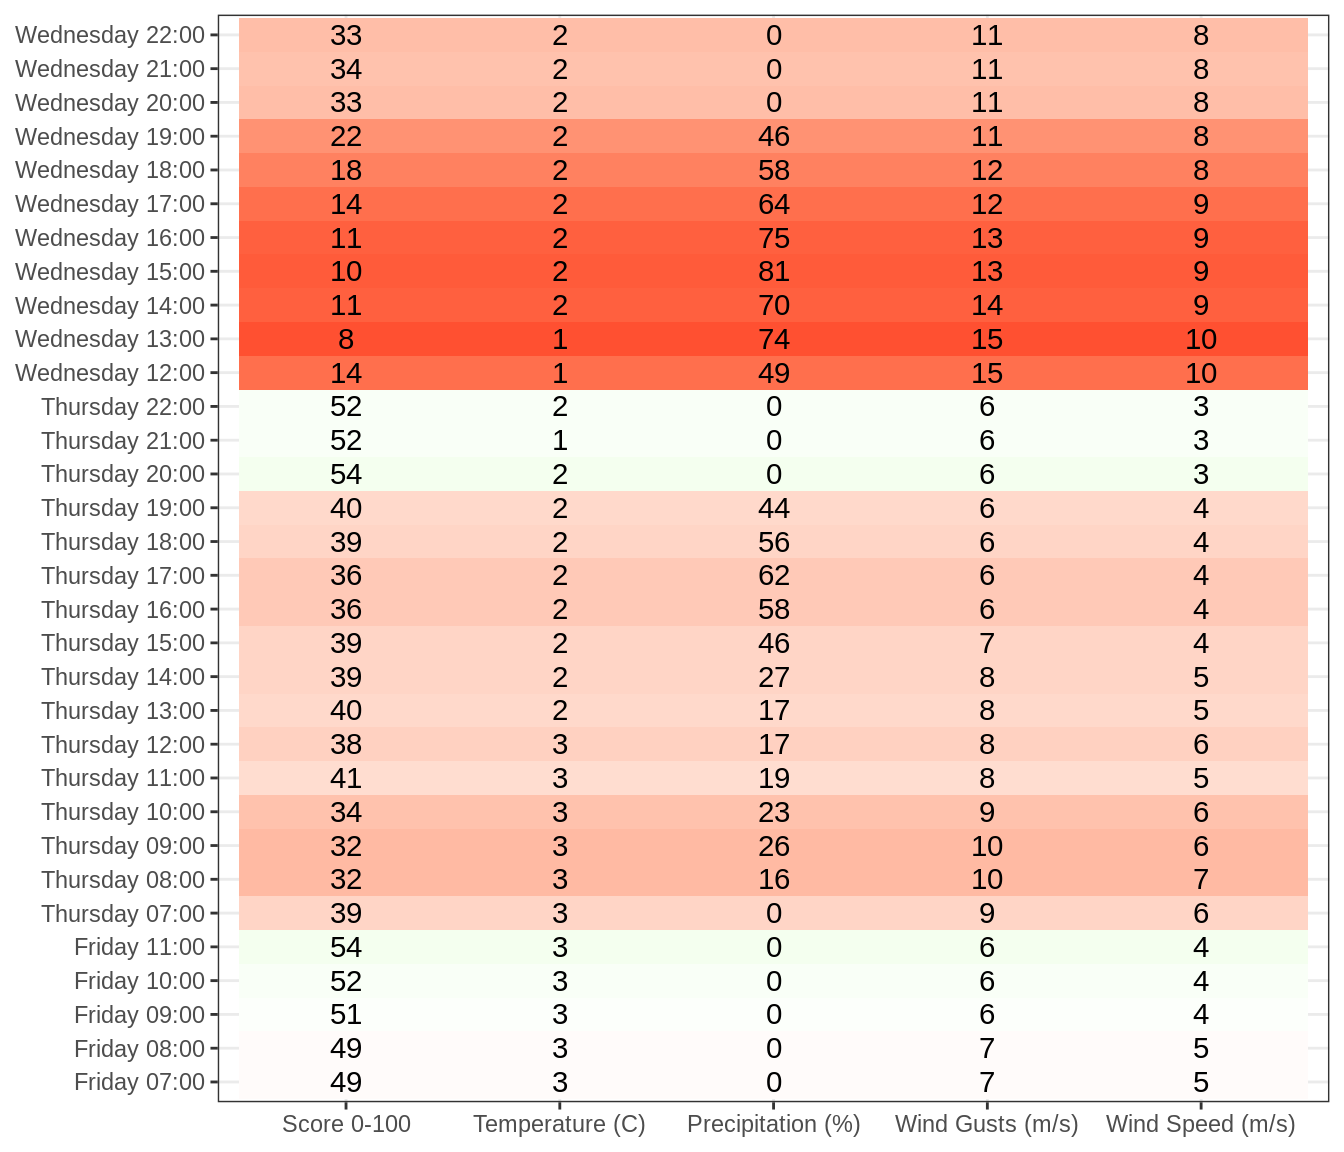 Wednesday 22:00 33 2 0 11 8
Wednesday 21:00 34 2 0 11 8
Wednesday 20:00 33 2 0 11 8
Wednesday 19:00 22 2 46 11 8
Wednesday 18:00 18 2 58 12 8
Wednesday 17:00 14 2 64 12 9
Wednesday 16:00 11 2 75 13 9
Wednesday 15:00 10 2 81 13 9
Wednesday 14:00 11 2 70 14 9
Wednesday 13:00 8 1 74 15 10
Wednesday 12:00 14 1 49 15 10
Thursday 22:00 52 2 0 6 3
Thursday 21:00 52 1 0 6 3
Thursday 20:00 54 2 0 6 3
Thursday 19:00 40 2 44 6 4
Thursday 18:00 39 2 56 6 4
Thursday 17:00 36 2 62 6 4
Thursday 16:00 36 2 58 6 4
Thursday 15:00 39 2 46 7 4
Thursday 14:00 39 2 27 8 5
Thursday 13:00 40 2 17 8 5
Thursday 12:00 38 3 17 8 6
Thursday 11:00 41 3 19 8 5
Thursday 10:00 34 3 23 9 6
Thursday 09:00 32 3 26 10 6
Thursday 08:00 32 3 16 10 7
Thursday 07:00 39 3 0 9 6
Friday 11:00 54 3 0 6 4
Friday 10:00 52 3 0 6 4
Friday 09:00 51 3 0 6 4
Friday 08:00 49 3 0 7 5
Friday 07:00 49 3 0 7 5
Score 0-100 Temperature (C) Precipitation (%) Wind Gusts (m/s) Wind Speed (m/s)